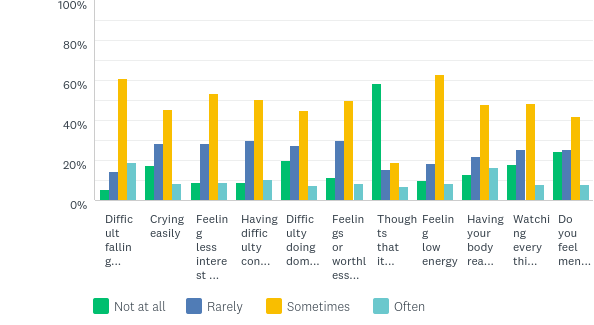 100%
80%
60%
40%
20%
0%
Diffic
ult
fallin
g...
Crying
easily
Feelin
g
less
intere
st ...
Having
diffic
ulty
con...
Diffic
ulty
doing
dom...
Feelin
gs
or
worthl
ess...
Though
ts
that
it...
Feelin
g
low
energy
Having
your
body
rea...
Watchi
ng
every
thi...
Do
you
feel
men...
Not at all
Rarely
Sometimes
Often